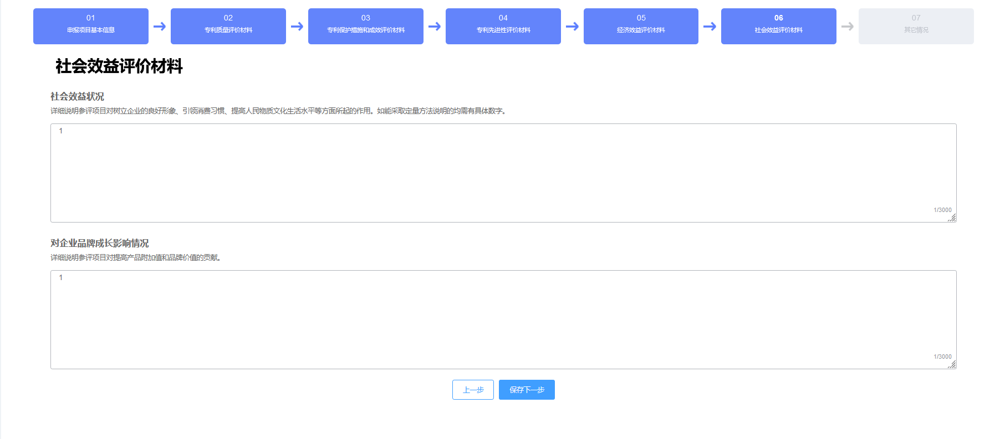 01
申报项目基本信息
02
专利质量评价材料
03
专利保护措施和成效评价材料
04
专利先进性评价材料
05
经济效益评价材料
06
社会效益评价材料
07
其它情况
社会效益评价材料
社会效益状况
详细说明参评项目对树立企业的良好形象、引领消费习惯、提高人民物质文化生活水平等方面所起的作用。如能采取定量方法说明的均需有具体数字。
1
1/3000
对企业品牌成长影响情况
详细说明参评项目对提高产品附加值和品牌价值的贡献。
1
1/3000
上一步
保存下一步